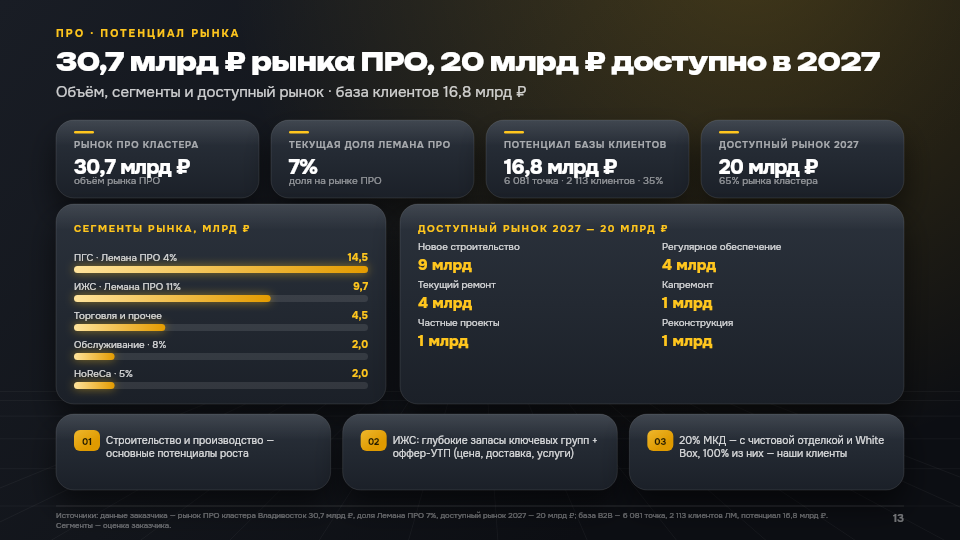 ПРО · ПОТЕНЦИАЛ РЫНКА
30,7 млрд ₽ рынка ПРО, 20 млрд ₽ доступно в 2027
Объём, сегменты и доступный рынок · база клиентов 16,8 млрд ₽
РЫНОК ПРО КЛАСТЕРА
30,7 млрд ₽
объём рынка ПРО
ТЕКУЩАЯ ДОЛЯ ЛЕМАНА ПРО
7%
доля на рынке ПРО
ПОТЕНЦИАЛ БАЗЫ КЛИЕНТОВ
16,8 млрд ₽
6 081 точка · 2 113 клиентов · 35%
ДОСТУПНЫЙ РЫНОК 2027
20 млрд ₽
65% рынка кластера
СЕГМЕНТЫ РЫНКА, МЛРД ₽
ПГС · Лемана ПРО 4% 14,5
ИЖС · Лемана ПРО 11% 9,7
Торговля и прочее 4,5
Обслуживание · 8% 2,0
HoReCa · 5% 2,0
ДОСТУПНЫЙ РЫНОК 2027 — 20 МЛРД ₽
Новое строительство
9 млрд
Регулярное обеспечение
4 млрд
Текущий ремонт
4 млрд
Капремонт
1 млрд
Частные проекты
1 млрд
Реконструкция
1 млрд
01 Строительство и производство —
основные потенциалы роста
02 ИЖС: глубокие запасы ключевых групп +
оффер-УТП (цена, доставка, услуги)
03 20% МКД — с чистовой отделкой и White
Box, 100% из них — наши клиенты
Источники: данные заказчика — рынок ПРО кластера Владивосток 30,7 млрд ₽, доля Лемана ПРО 7%, доступный рынок 2027 — 20 млрд ₽; база B2B — 6 081 точка, 2 113 клиентов ЛМ, потенциал 16,8 млрд ₽.
Сегменты — оценка заказчика.
13